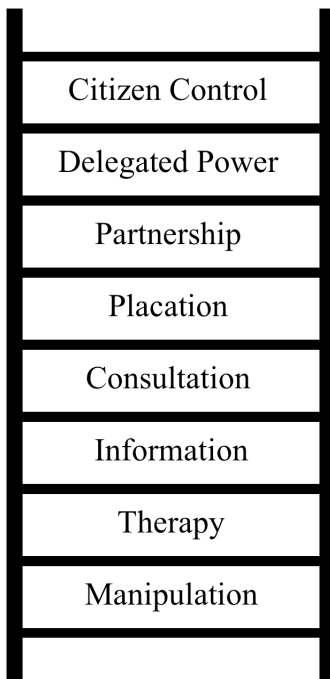 Citizen Control
Delegated Power
Partnership
Placation
Consultation
Information
Therapy
Manipulation